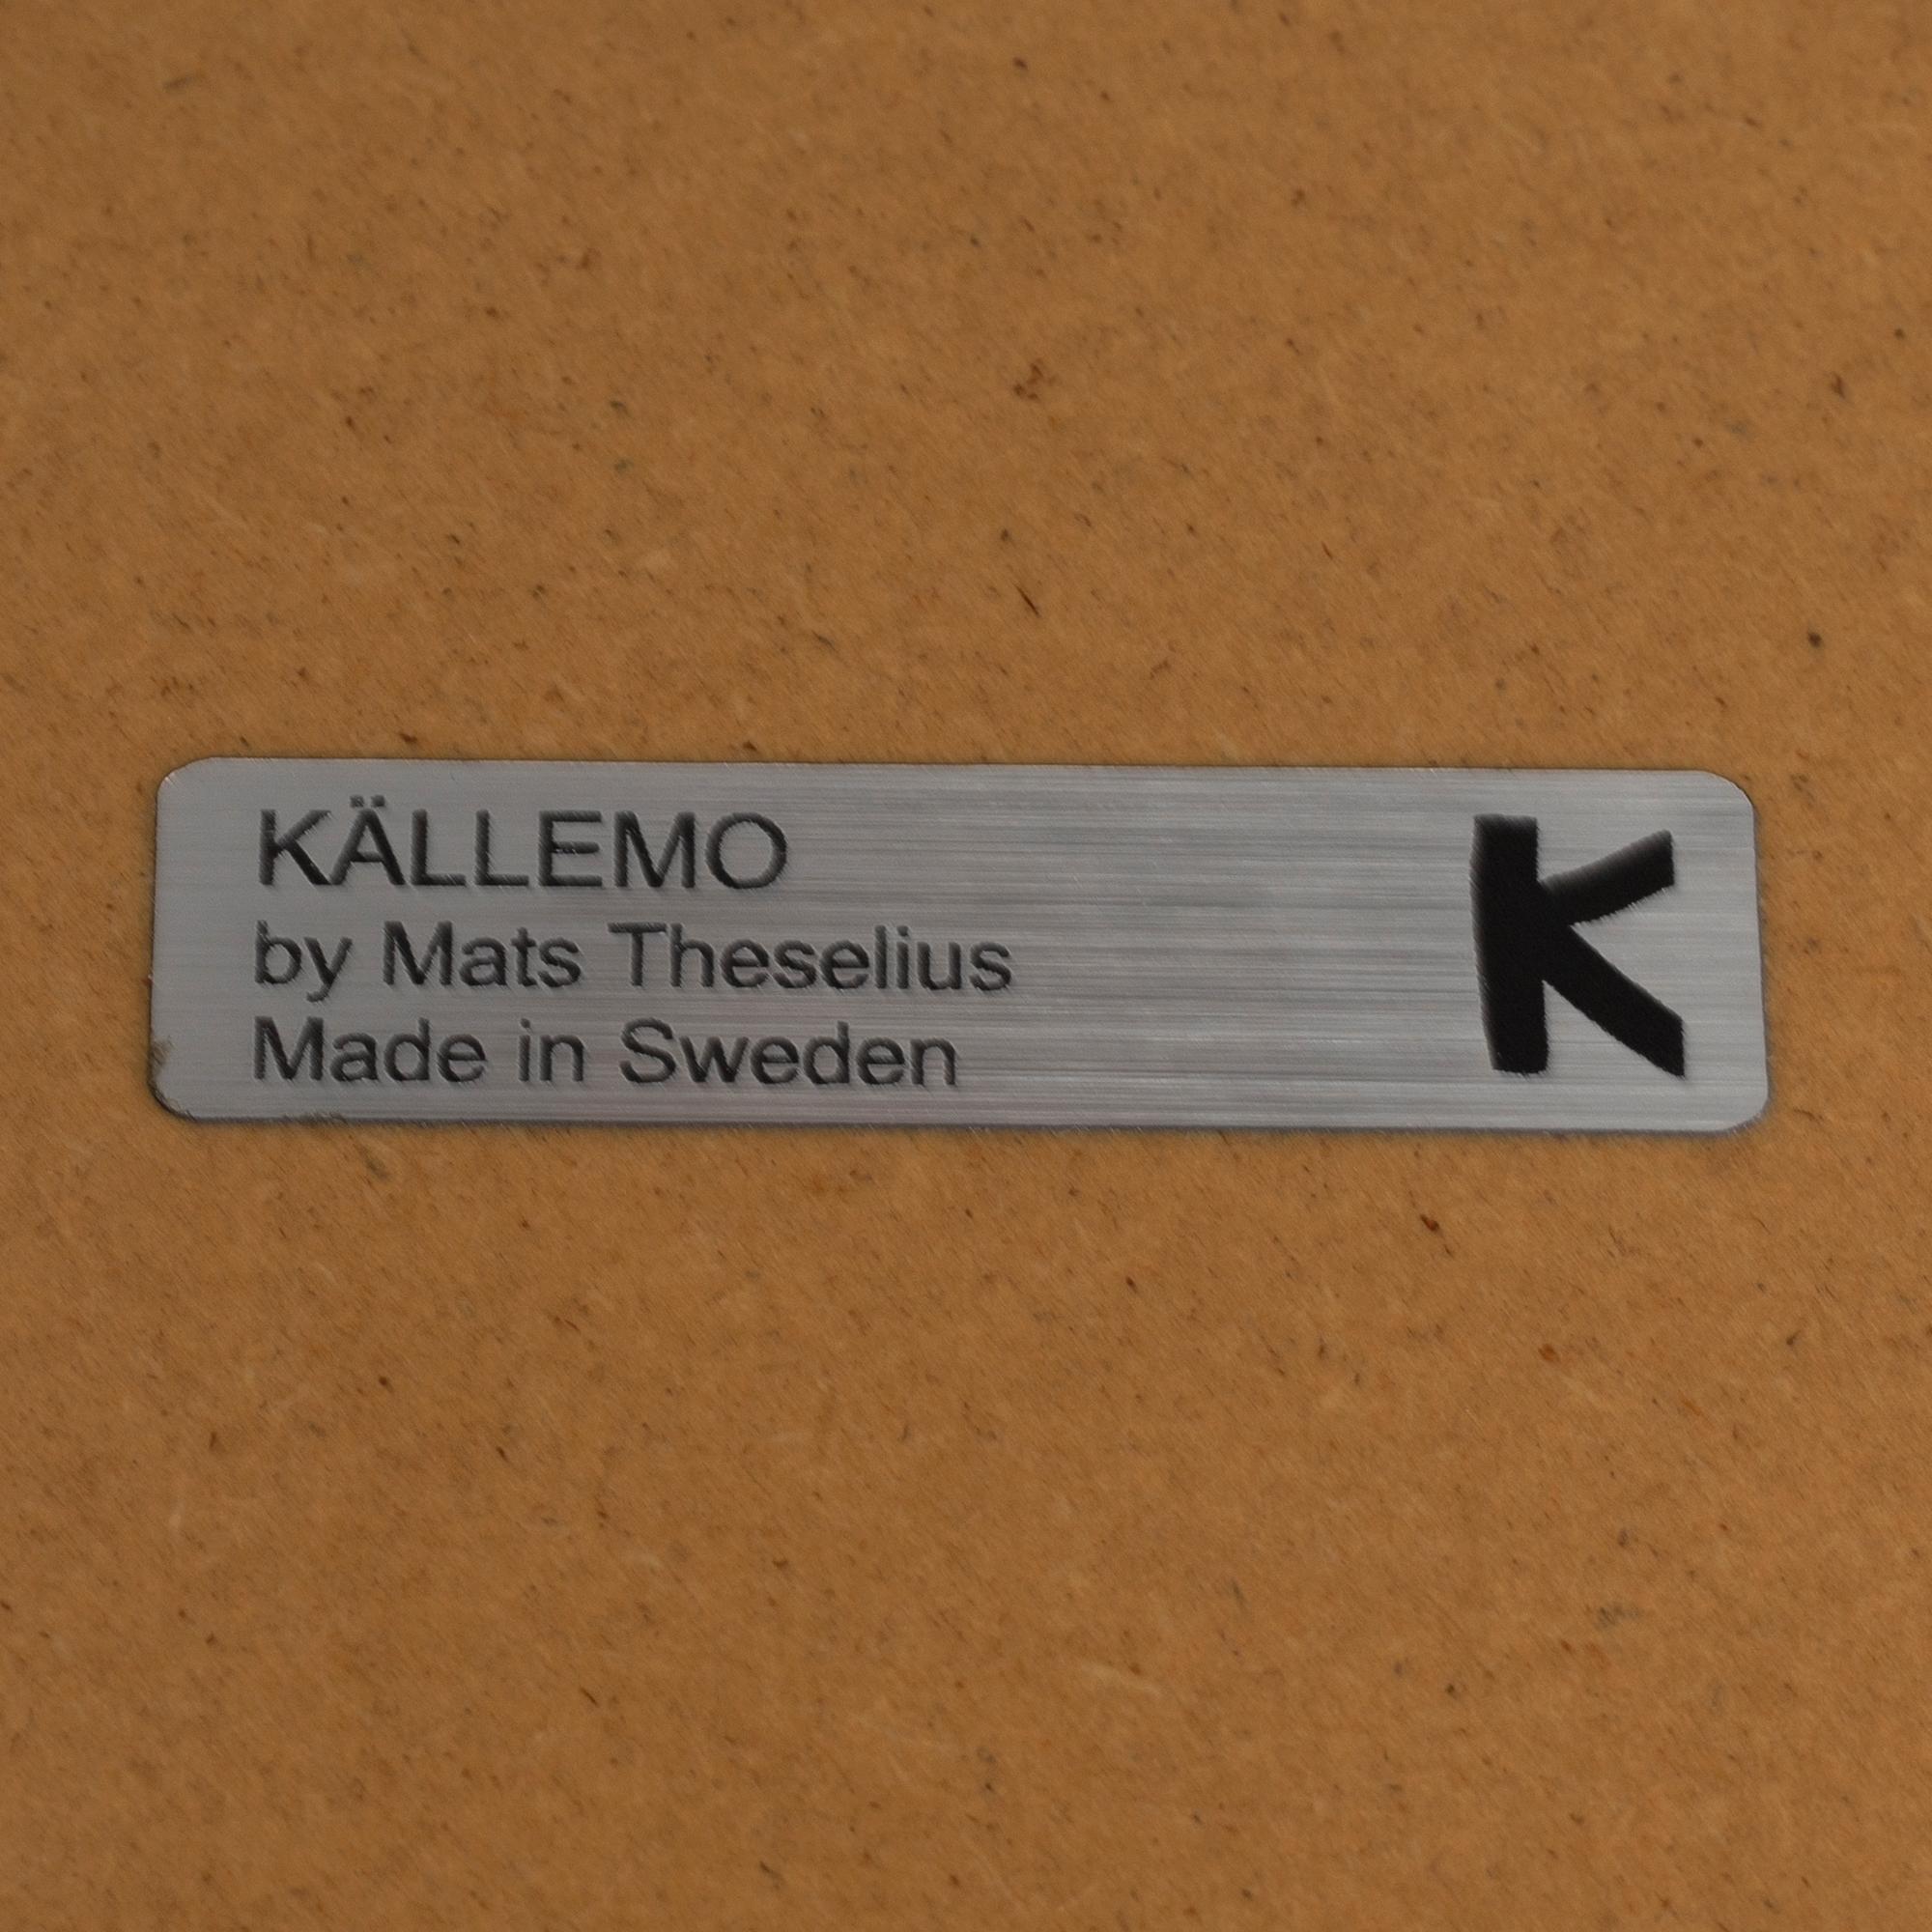 KÄLLEMO
by Mats Theselius
Made in Sweden
K